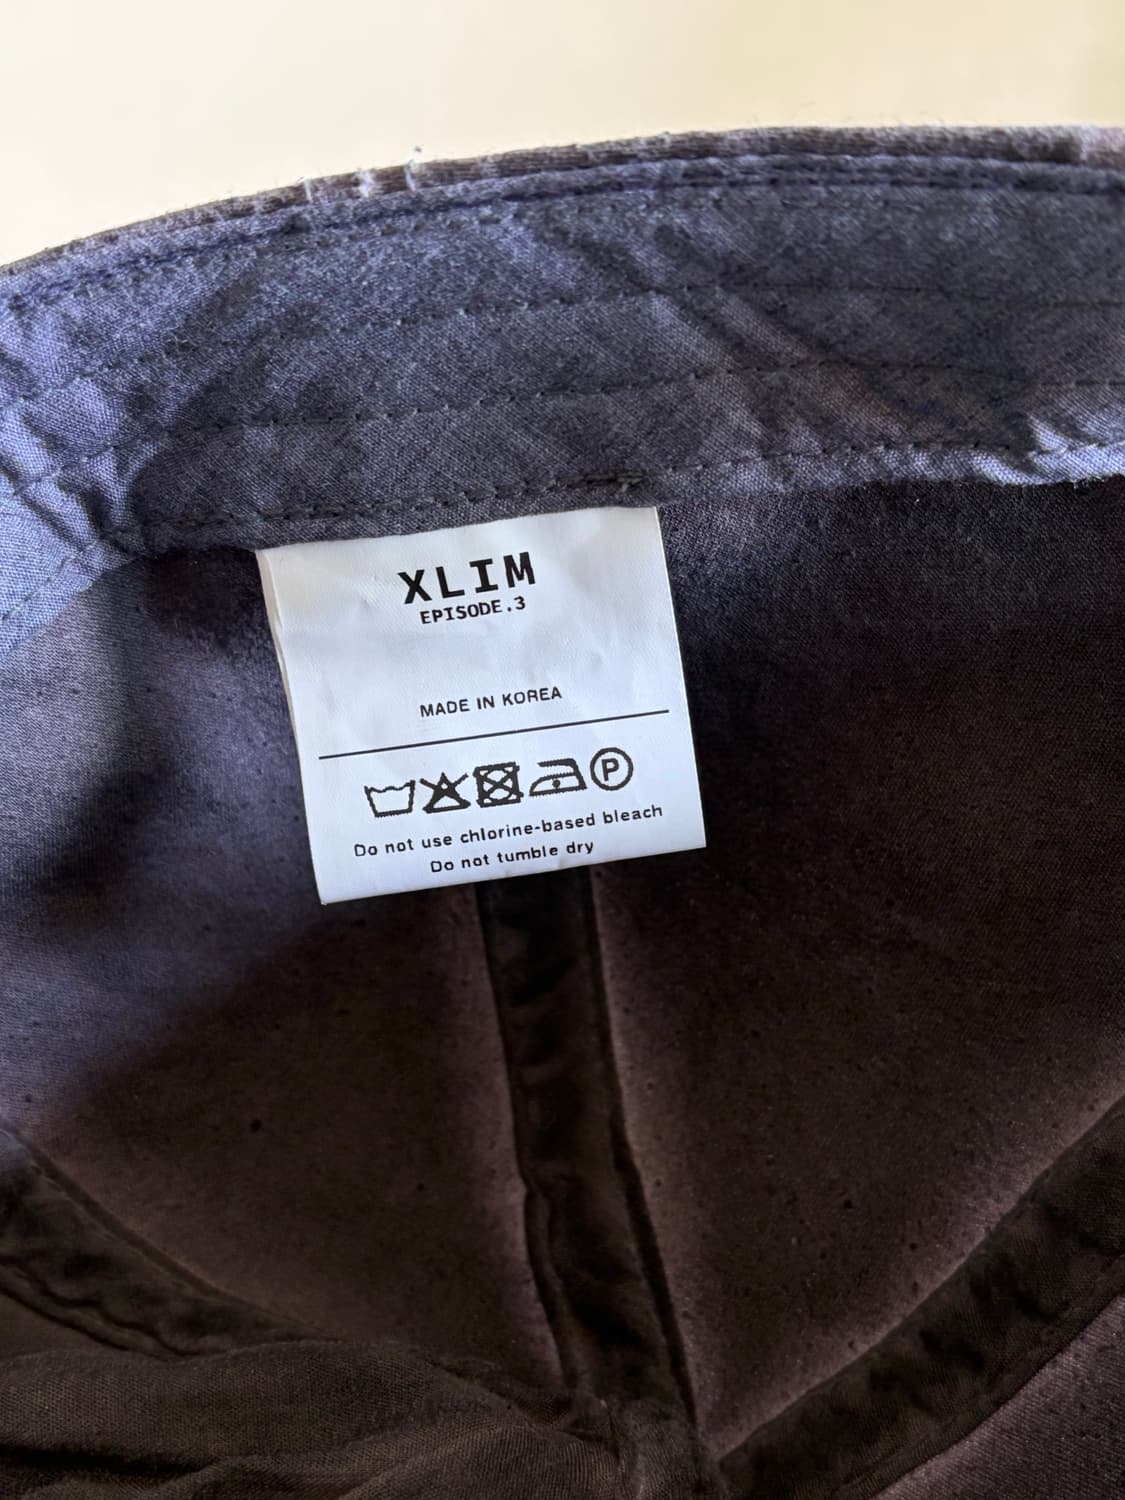 XLIM
EPISODE.3
MADE IN KOREA
P
Do not use chlorine-based bleach
Do not tumble dry